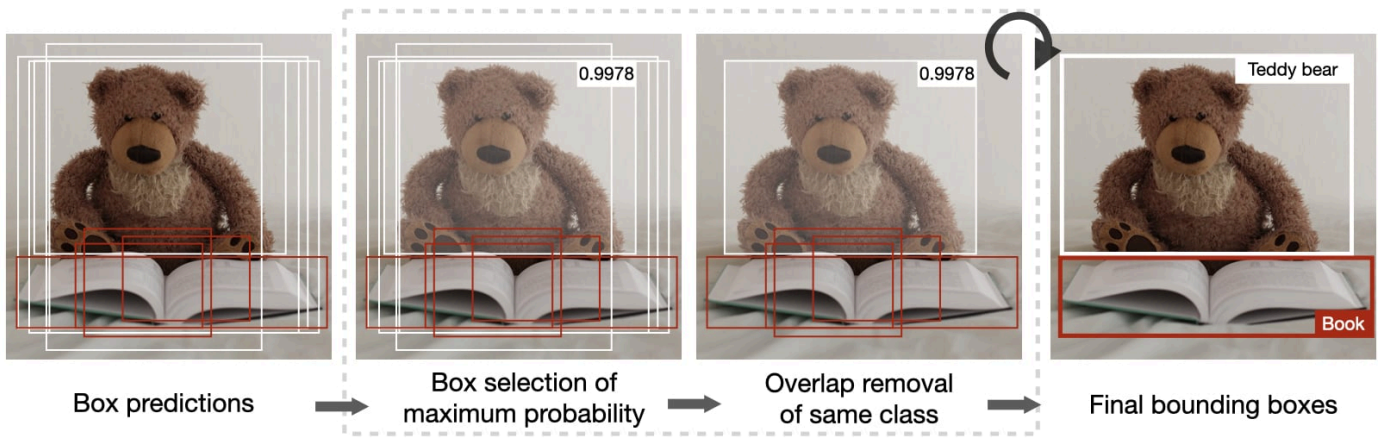 0.9978
0.9978
Teddy bear
Book
Box predictions
Box selection of
maximum probability
Overlap removal
of same class
Final bounding boxes